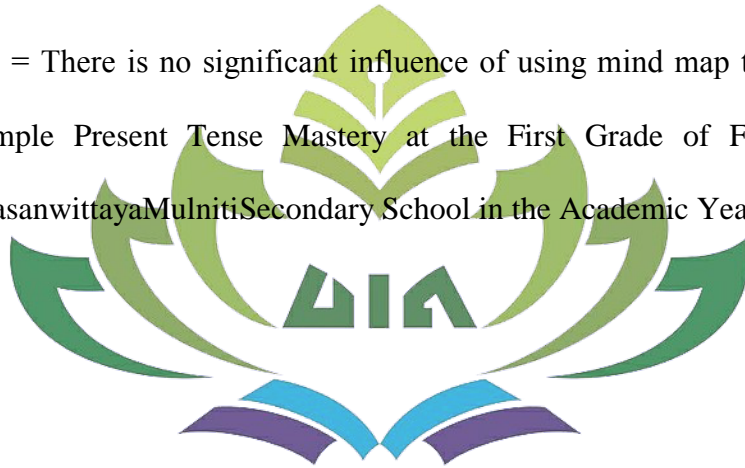 = There is no significant influence of using mind map t
mple Present Tense Mastery at the First Grade of F
asanwittayaMulnitiSecondary School in the Academic Yea
UIN